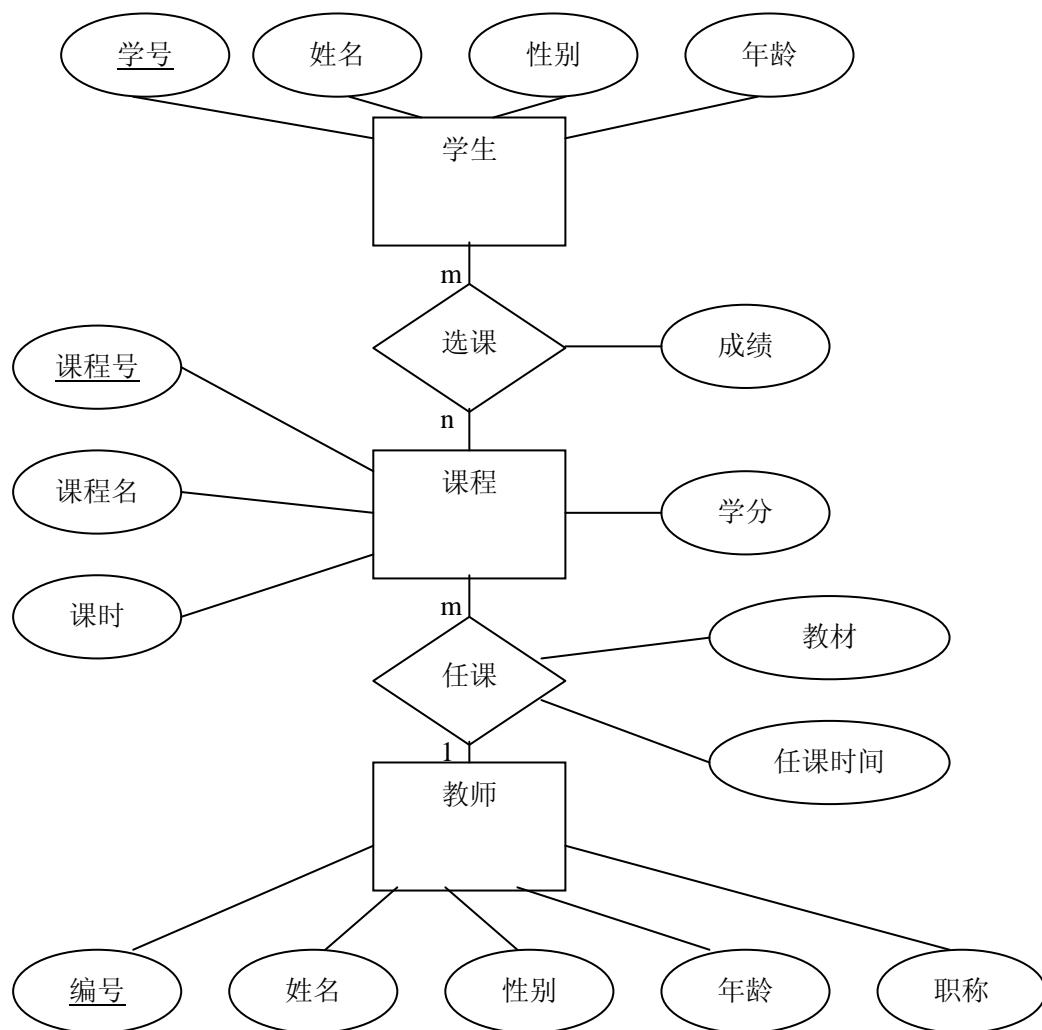 学号 姓名 性别 年龄
学生
m
选课 成绩
课程号
n
课程 学分
课程名
课时
m
教材
任课
任课时间
1
教师
编号 姓名 性别 年龄 职称